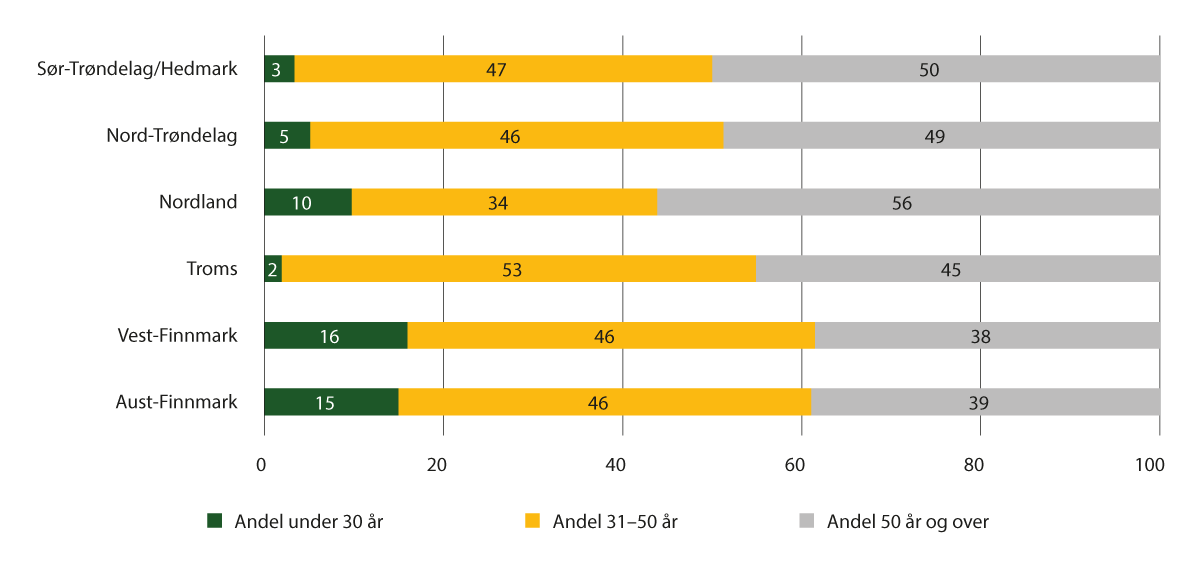 Sør-Trøndelag/Hedmark 3 47 50
Nord-Trøndelag 5 46 49
Nordland 10 34 56
Troms 2 53 45
Vest-Finnmark 16 46 38
Aust-Finnmark 15 46 39
0 20 40 60 80 100
Andel under 30 år Andel 31–50 år Andel 50 år og over